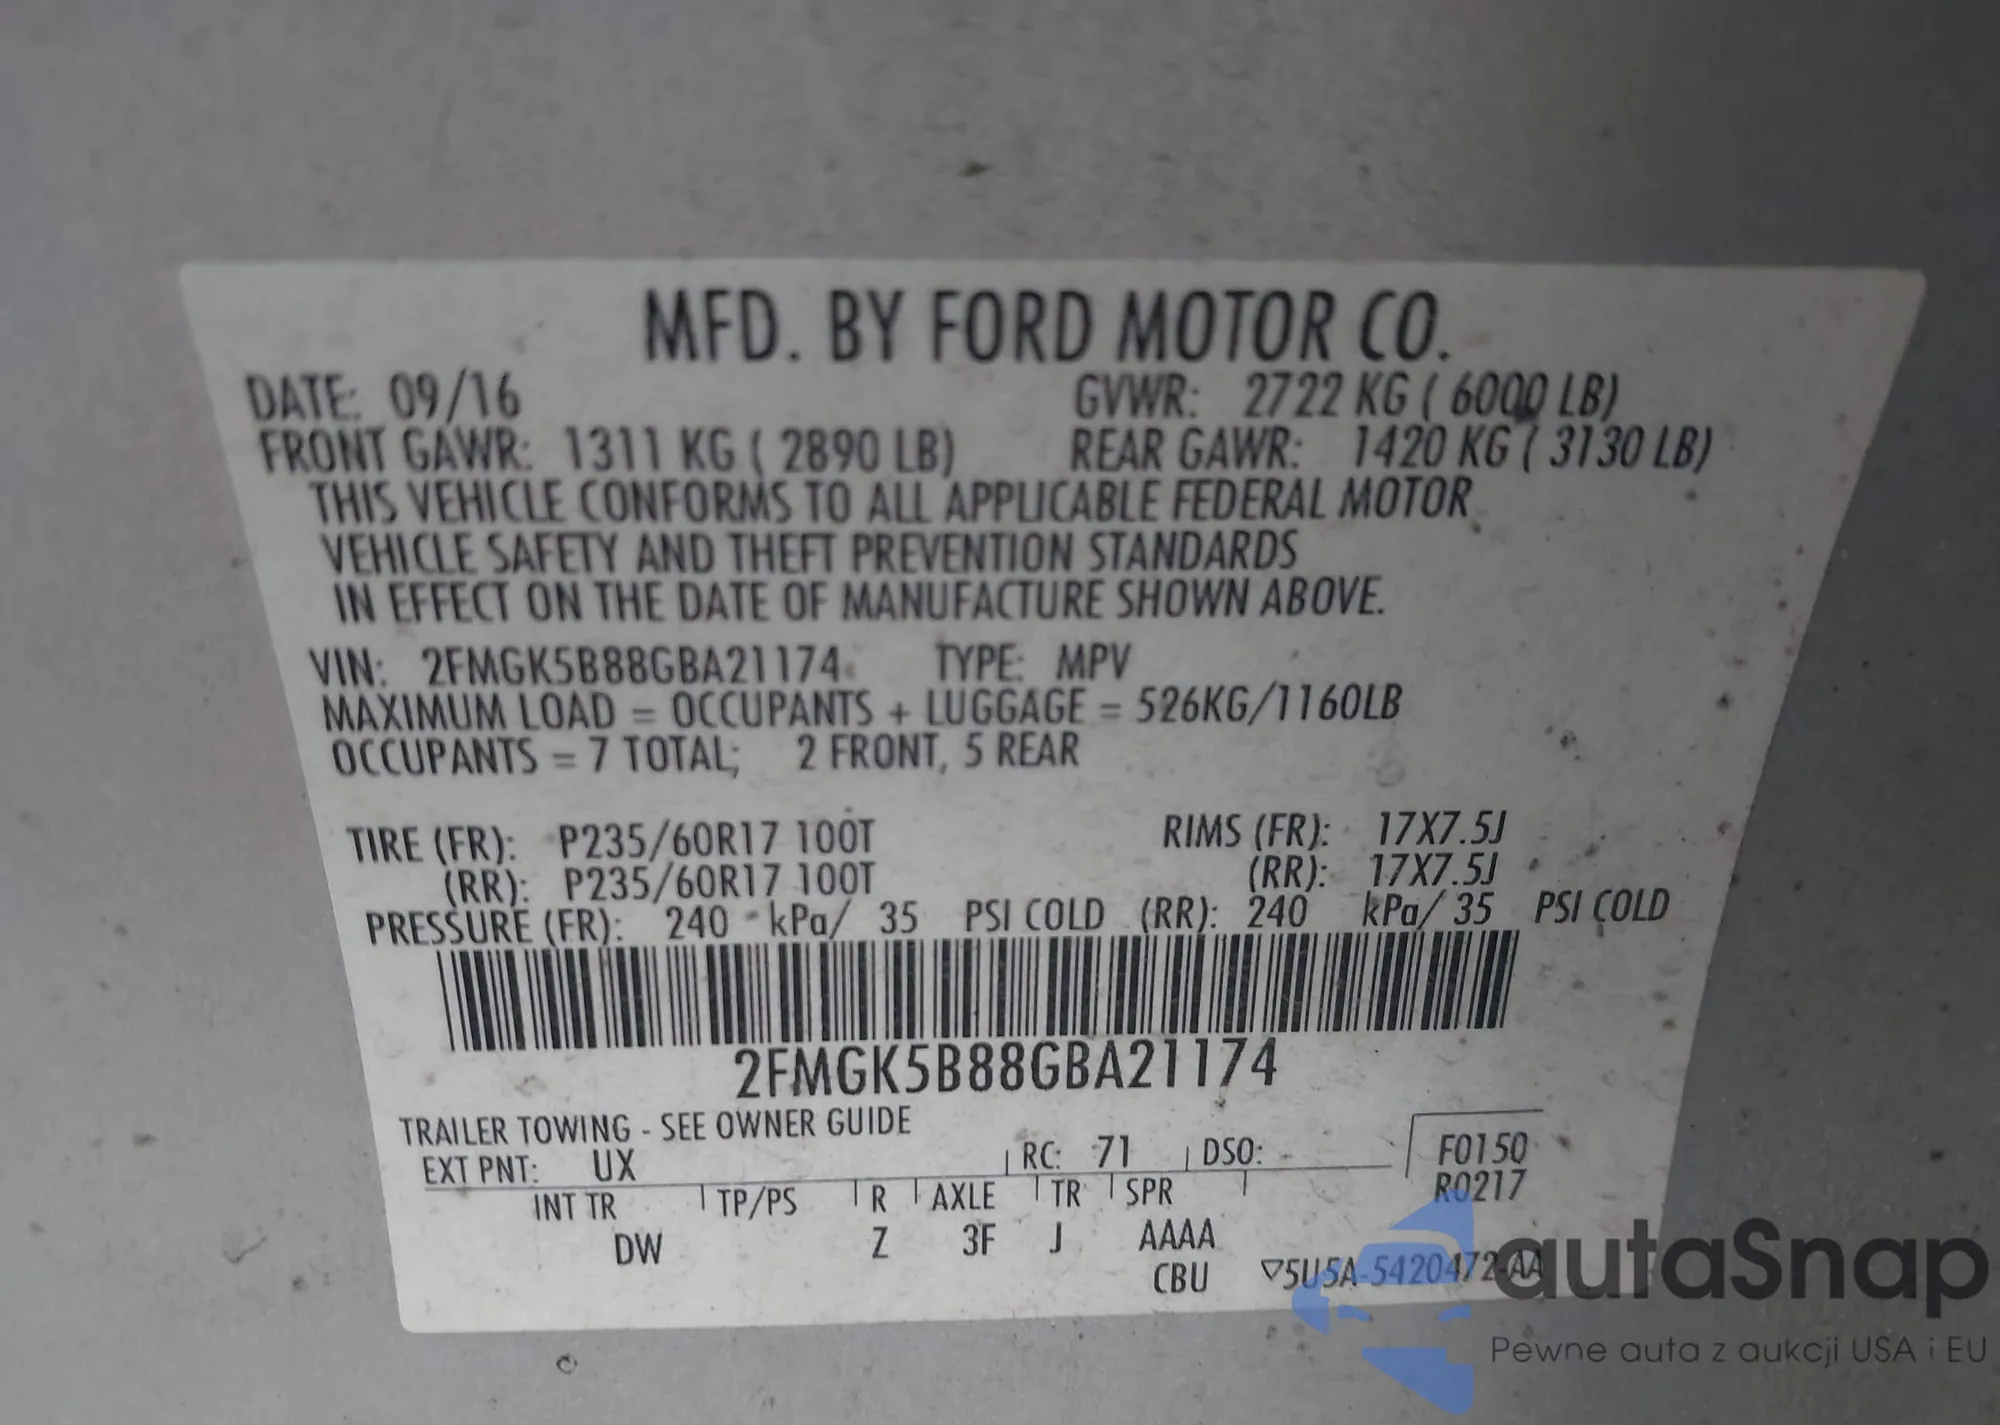 MFD. BY FORD MOTOR CO.
DATE: 09/16 GVWR: 2722 KG ( 6000 LB)
FRONT GAWR: 1311 KG ( 2890 LB) REAR GAWR: 1420 KG ( 3130 LB)
THIS VEHICLE CONFORMS TO ALL APPLICABLE FEDERAL MOTOR
VEHICLE SAFETY AND THEFT PREVENTION STANDARDS
IN EFFECT ON THE DATE OF MANUFACTURE SHOWN ABOVE.
VIN: 2FMGK5B88GBA21174 TYPE: MPV
MAXIMUM LOAD = OCCUPANTS + LUGGAGE = 526KG/1160LB
OCCUPANTS = 7 TOTAL; 2 FRONT, 5 REAR
TIRE (FR): P235/60R17 100T RIMS (FR): 17X7.5J
(RR): P235/60R17 100T (RR): 17X7.5J
PRESSURE (FR): 240 kPa/ 35 PSI COLD (RR): 240 kPa/ 35 PSI COLD
2FMGK5B88GBA21174
TRAILER TOWING - SEE OWNER GUIDE
EXT PNT: UX RC: 71 DSO: F0150
R0217
INT TR TP/PS R AXLE TR SPR
DW Z 3F J AAAA
CBU ▽5U5A-5420472-AA
autaSnap
Pewne auta z aukcji USA i EU